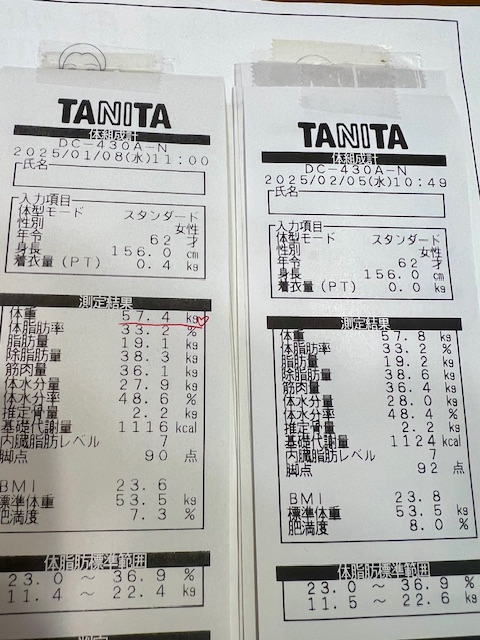 TANITA
体組成計
DC-430A-N
2025/01/08(水)11:00
氏名
入力項目
体型モード スタンダード
性別 女性
年令 62 才
身長 156.0 cm
着衣量(PT) 0.4 kg
測定結果
体重 57.4 kg
体脂肪率 33.2 %
脂肪量 19.1 kg
除脂肪量 38.3 kg
筋肉量 36.1 kg
体水分量 27.9 kg
体水分率 48.6 %
推定骨量 2.2 kg
基礎代謝量 1116 kcal
内臓脂肪レベル 7
脚点 90 点
BMI 23.6
標準体重 53.5 kg
肥満度 7.3 %
体脂肪標準範囲
23.0 ~ 36.9 %
11.4 ~ 22.4 kg
TANITA
体組成計
DC-430A-N
2025/02/05(水)10:49
氏名
入力項目
体型モード スタンダード
性別 女性
年令 62 才
身長 156.0 cm
着衣量(PT) 0.0 kg
測定結果
体重 57.8 kg
体脂肪率 33.2 %
脂肪量 19.2 kg
除脂肪量 38.6 kg
筋肉量 36.4 kg
体水分量 28.0 kg
体水分率 48.4 %
推定骨量 2.2 kg
基礎代謝量 1124 kcal
内臓脂肪レベル 7
脚点 92 点
BMI 23.8
標準体重 53.5 kg
肥満度 8.0 %
体脂肪標準範囲
23.0 ~ 36.9 %
11.5 ~ 22.6 kg